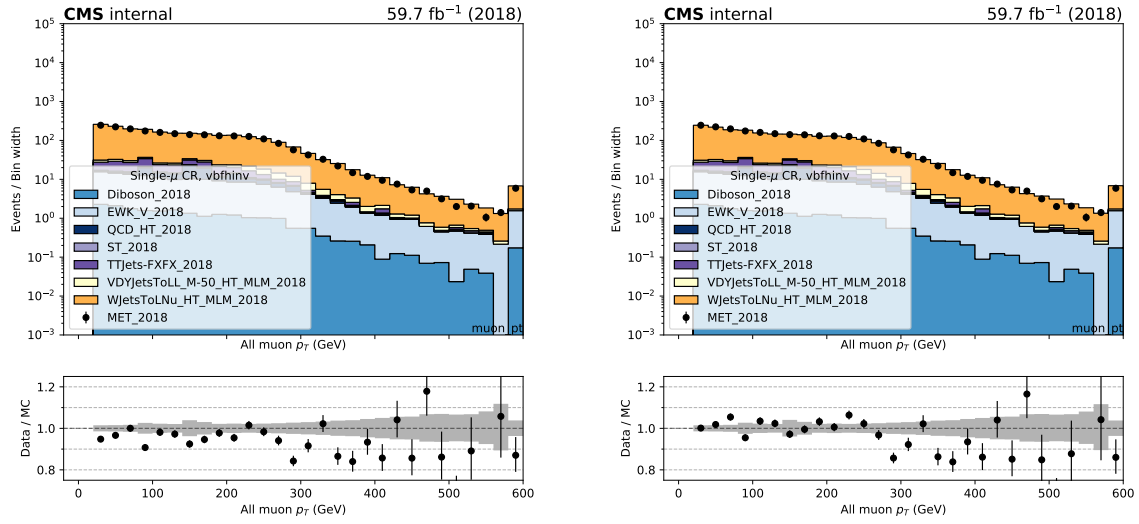 CMS internal 59.7 fb⁻¹ (2018)
10⁵
10⁴
10³
10²
10¹
10⁰
10⁻¹
10⁻²
10⁻³
Events / Bin width
Single-μ CR, vbfhinv
Diboson_2018
EWK_V_2018
QCD_HT_2018
ST_2018
TTJets-FXFX_2018
VDYJetsToLL_M-50_HT_MLM_2018
WJetsToLNu_HT_MLM_2018
MET_2018
muon_pt
All muon p_T (GeV)
1.2
1.0
0.8
Data / MC
0 100 200 300 400 500 600
All muon p_T (GeV)
CMS internal 59.7 fb⁻¹ (2018)
10⁵
10⁴
10³
10²
10¹
10⁰
10⁻¹
10⁻²
10⁻³
Events / Bin width
Single-μ CR, vbfhinv
Diboson_2018
EWK_V_2018
QCD_HT_2018
ST_2018
TTJets-FXFX_2018
VDYJetsToLL_M-50_HT_MLM_2018
WJetsToLNu_HT_MLM_2018
MET_2018
muon_pt
All muon p_T (GeV)
1.2
1.0
0.8
Data / MC
0 100 200 300 400 500 600
All muon p_T (GeV)